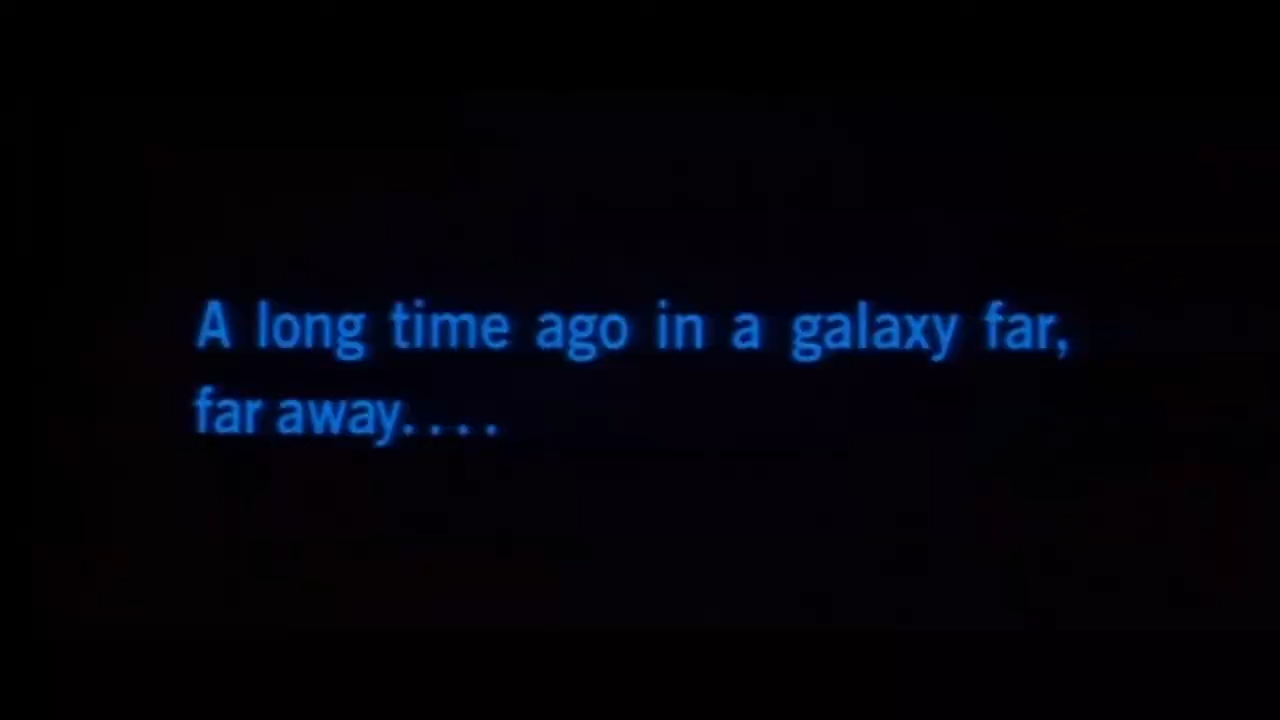 A long time ago in a galaxy far,
far away. . . .